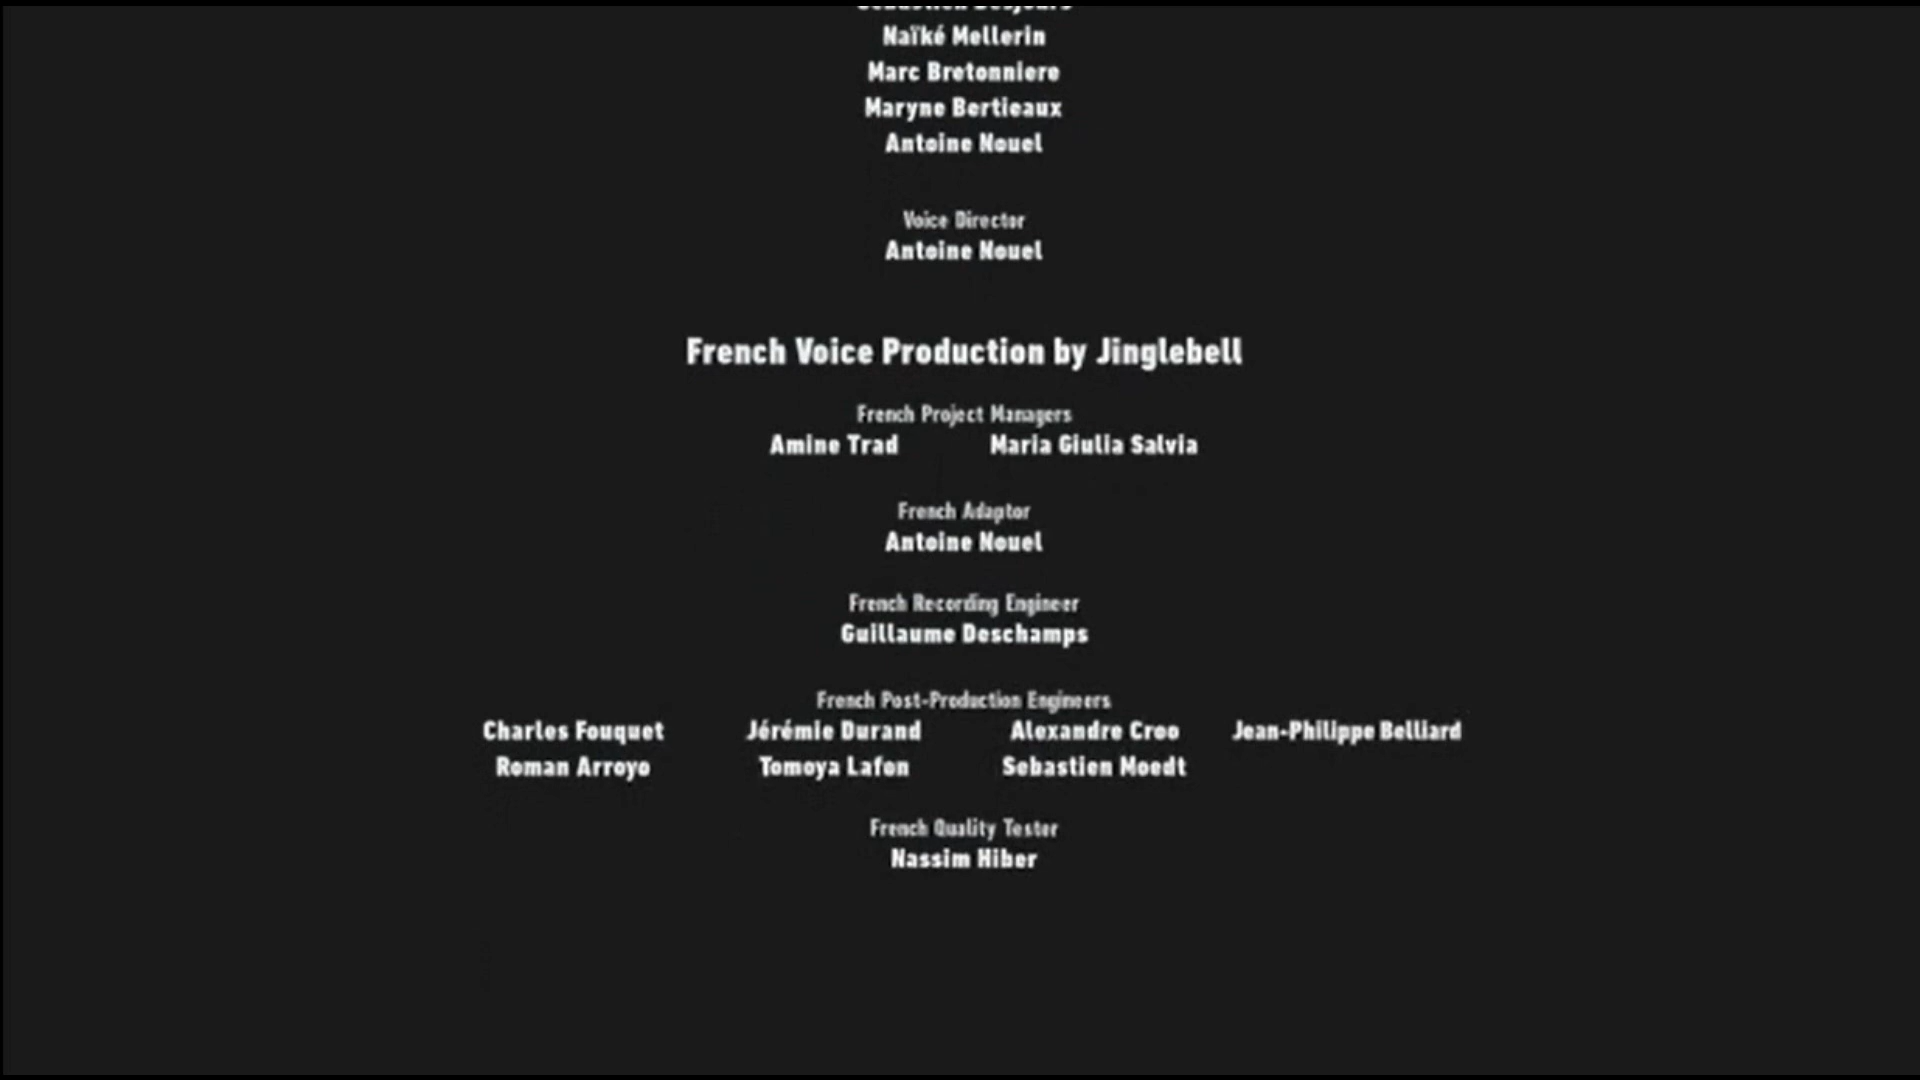 Naïké Mellerin
Marc Bretonniere
Maryne Bertieaux
Antoine Nouel
Voice Director
Antoine Nouel
French Voice Production by Jinglebell
French Project Managers
Amine Trad Maria Giulia Salvia
French Adaptor
Antoine Nouel
French Recording Engineer
Guillaume Deschamps
French Post-Production Engineers
Charles Fouquet Jérémie Durand Alexandre Croo Jean-Philippe Belliard
Roman Arroyo Tomoya Lafon Sebastien Moedt
French Quality Tester
Nassim Hiber